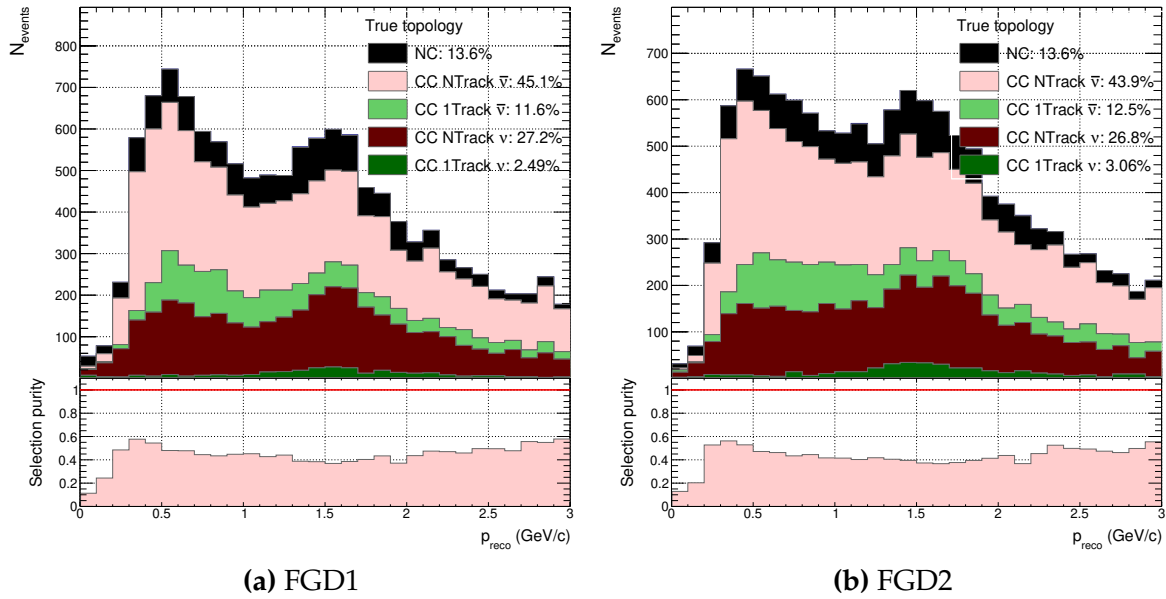 N_events
800
700
600
500
400
300
200
100
True topology
NC: 13.6%
CC NTrack ν̅: 45.1%
CC 1Track ν̅: 11.6%
CC NTrack ν: 27.2%
CC 1Track ν: 2.49%
Selection purity
1
0.8
0.6
0.4
0.2
0
0 0.5 1 1.5 2 2.5 3
p_reco (GeV/c)
(a) FGD1
N_events
700
600
500
400
300
200
100
True topology
NC: 13.6%
CC NTrack ν̅: 43.9%
CC 1Track ν̅: 12.5%
CC NTrack ν: 26.8%
CC 1Track ν: 3.06%
Selection purity
1
0.8
0.6
0.4
0.2
0
0 0.5 1 1.5 2 2.5 3
p_reco (GeV/c)
(b) FGD2